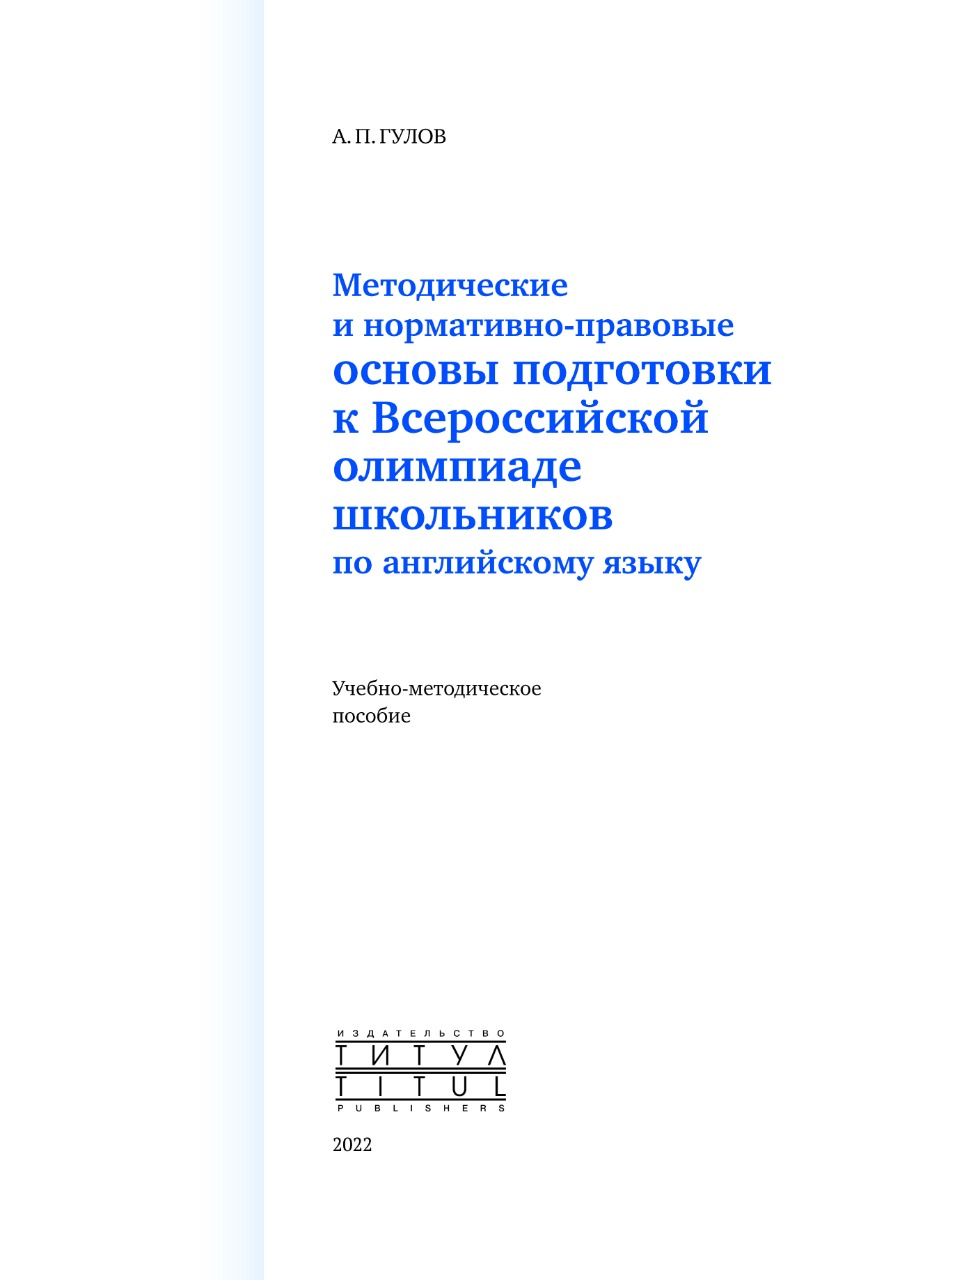 А. П. ГУЛОВ
Методические
и нормативно-правовые
основы подготовки
к Всероссийской
олимпиаде
школьников
по английскому языку
Учебно-методическое
пособие
ИЗДАТЕЛЬСТВО
ТИТУЛ
TITUL
PUBLISHERS
2022